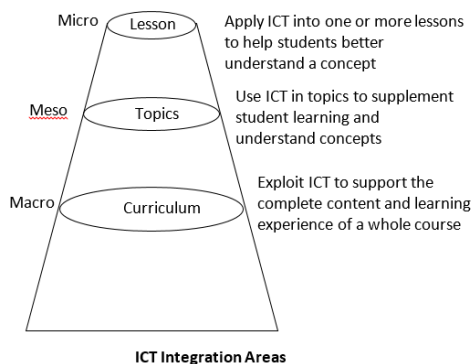 Micro
Lesson
Apply ICT into one or more lessons
to help students better
understand a concept
Meso
Topics
Use ICT in topics to supplement
student learning and
understand concepts
Macro
Curriculum
Exploit ICT to support the
complete content and learning
experience of a whole course
ICT Integration Areas